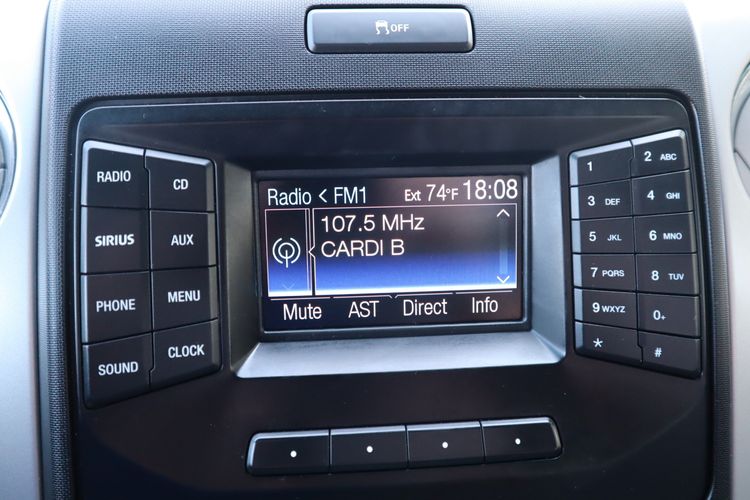 OFF
RADIO
CD
SIRIUS
AUX
PHONE
MENU
SOUND
CLOCK
Radio < FM1 Ext 74°F 18:08
107.5 MHz
CARDI B
Mute AST Direct Info
1
2 ABC
3 DEF
4 GHI
5 JKL
6 MNO
7 PQRS
8 TUV
9 WXYZ
0+
*
#